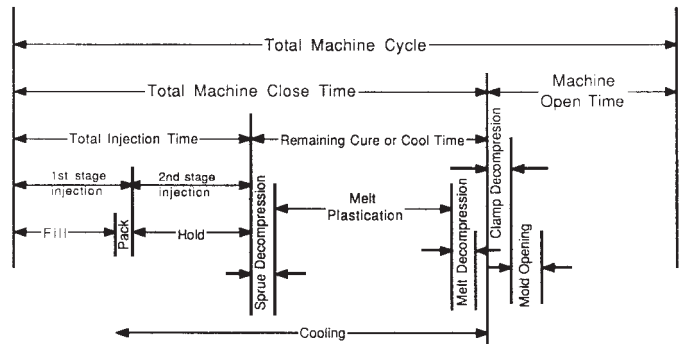 Total Machine Cycle
Total Machine Close Time
Machine
Open Time
Total Injection Time
Remaining Cure or Cool Time
1st stage
injection
2nd stage
injection
Fill
Pack
Hold
Sprue Decompression
Melt
Plastication
Melt Decompression
Clamp Decompresion
Mold Opening
Cooling